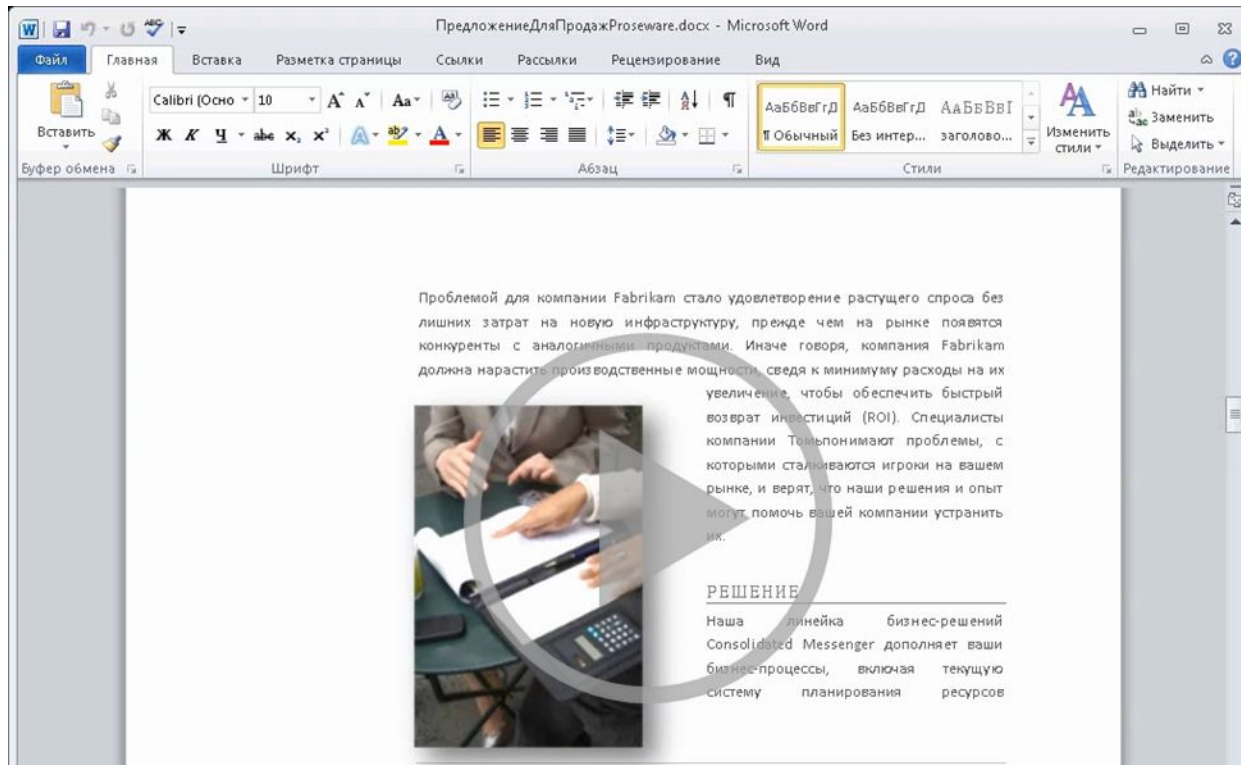 ПредложениеДляПродажProseware.docx - Microsoft Word
Файл Главная Вставка Разметка страницы Ссылки Рассылки Рецензирование Вид
Calibri (Осно 10
Вставить
Ж К Ч abc x₂ x²
АаБбВвГгД АаБбВвГгД АаБбВвГ
¶ Обычный Без интер... заголово...
Изменить стили
Найти
Заменить
Выделить
Буфер обмена Шрифт Абзац Стили Редактирование
Проблемой для компании Fabrikam стало удовлетворение растущего спроса без
лишних затрат на новую инфраструктуру, прежде чем на рынке появятся
конкуренты с аналогичными продуктами. Иначе говоря, компания Fabrikam
должна нарастить производственные мощности, сведя к минимуму расходы на их
увеличение, чтобы обеспечить быстрый
возврат инвестиций (ROI). Специалисты
компании Томьпонимают проблемы, с
которыми сталкиваются игроки на вашем
рынке, и верят, что наши решения и опыт
могут помочь вашей компании устранить
их.
РЕШЕНИЕ
Наша линейка бизнес-решений
Consolidated Messenger дополняет ваши
бизнес-процессы, включая текущую
систему планирования ресурсов